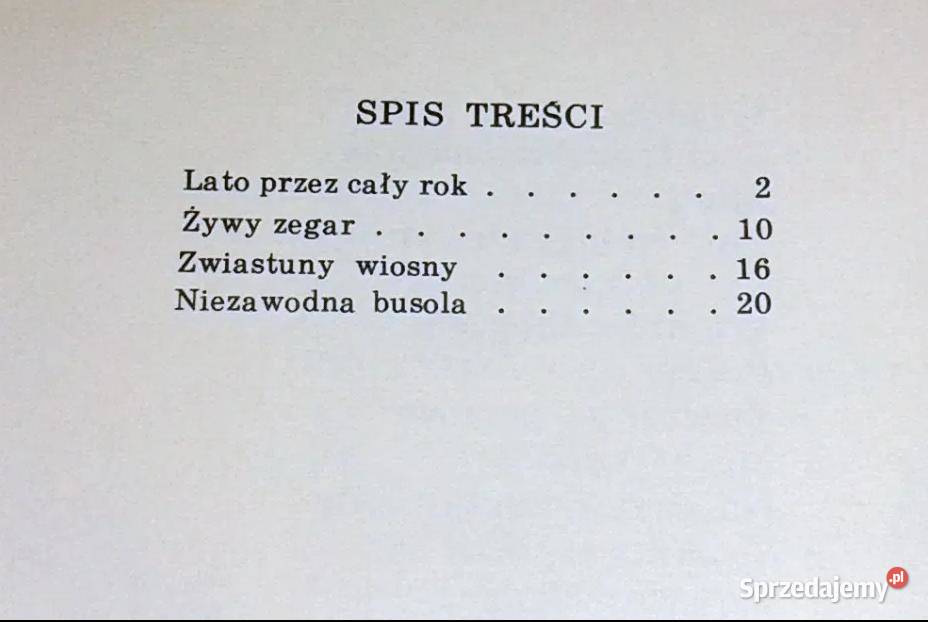 SPIS TREŚCI
Lato przez cały rok . . . . . . 2
Żywy zegar . . . . . . . . . 10
Zwiastuny wiosny . . . . . . 16
Niezawodna busola . . . . . . 20
Sprzedajemy.pl